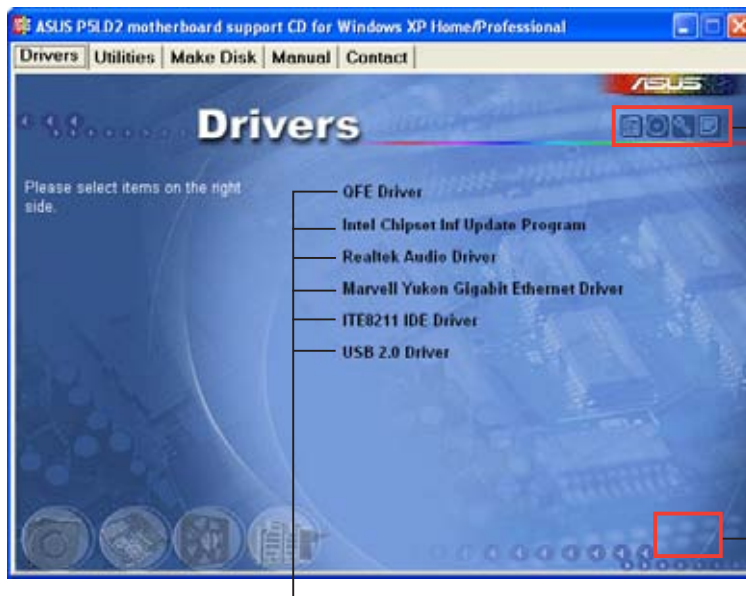 ASUS P5LD2 motherboard support CD for Windows XP Home/Professional
Drivers Utilities Make Disk Manual Contact
ASUS
Drivers
Please select items on the right
side.
QFE Driver
Intel Chipset Inf Update Program
Realtek Audio Driver
Marvell Yukon Gigabit Ethernet Driver
ITE8211 IDE Driver
USB 2.0 Driver